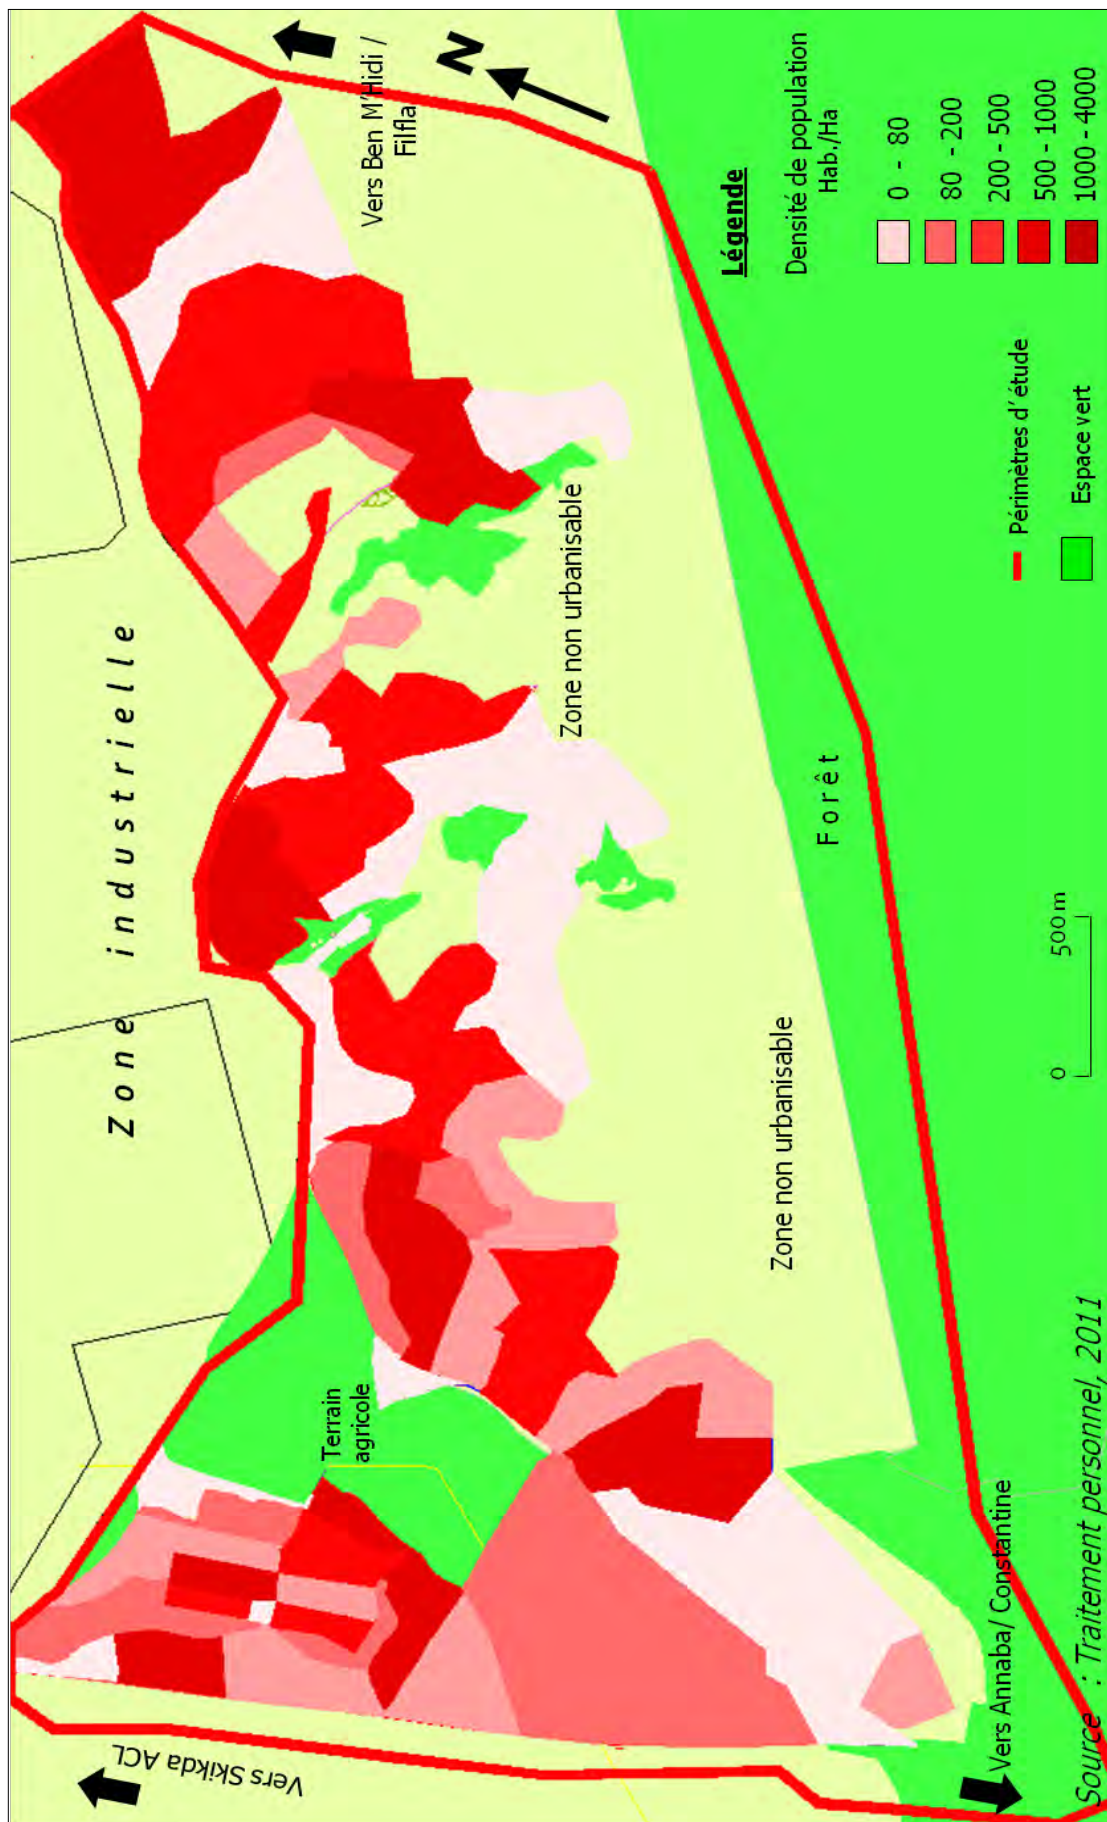 Zone industrielle
Vers Ben M'Hidi /
Filfla
N
Zone non urbanisable
Terrain
agricole
Zone non urbanisable
Forêt
Vers Skikda ACL
Vers Annaba/ Constantine
Légende
Densité de population
Hab./Ha
0 - 80
80 - 200
200 - 500
500 - 1000
1000 - 4000
Périmètres d'étude
Espace vert
0 500m
Source : Traitement personnel, 2011